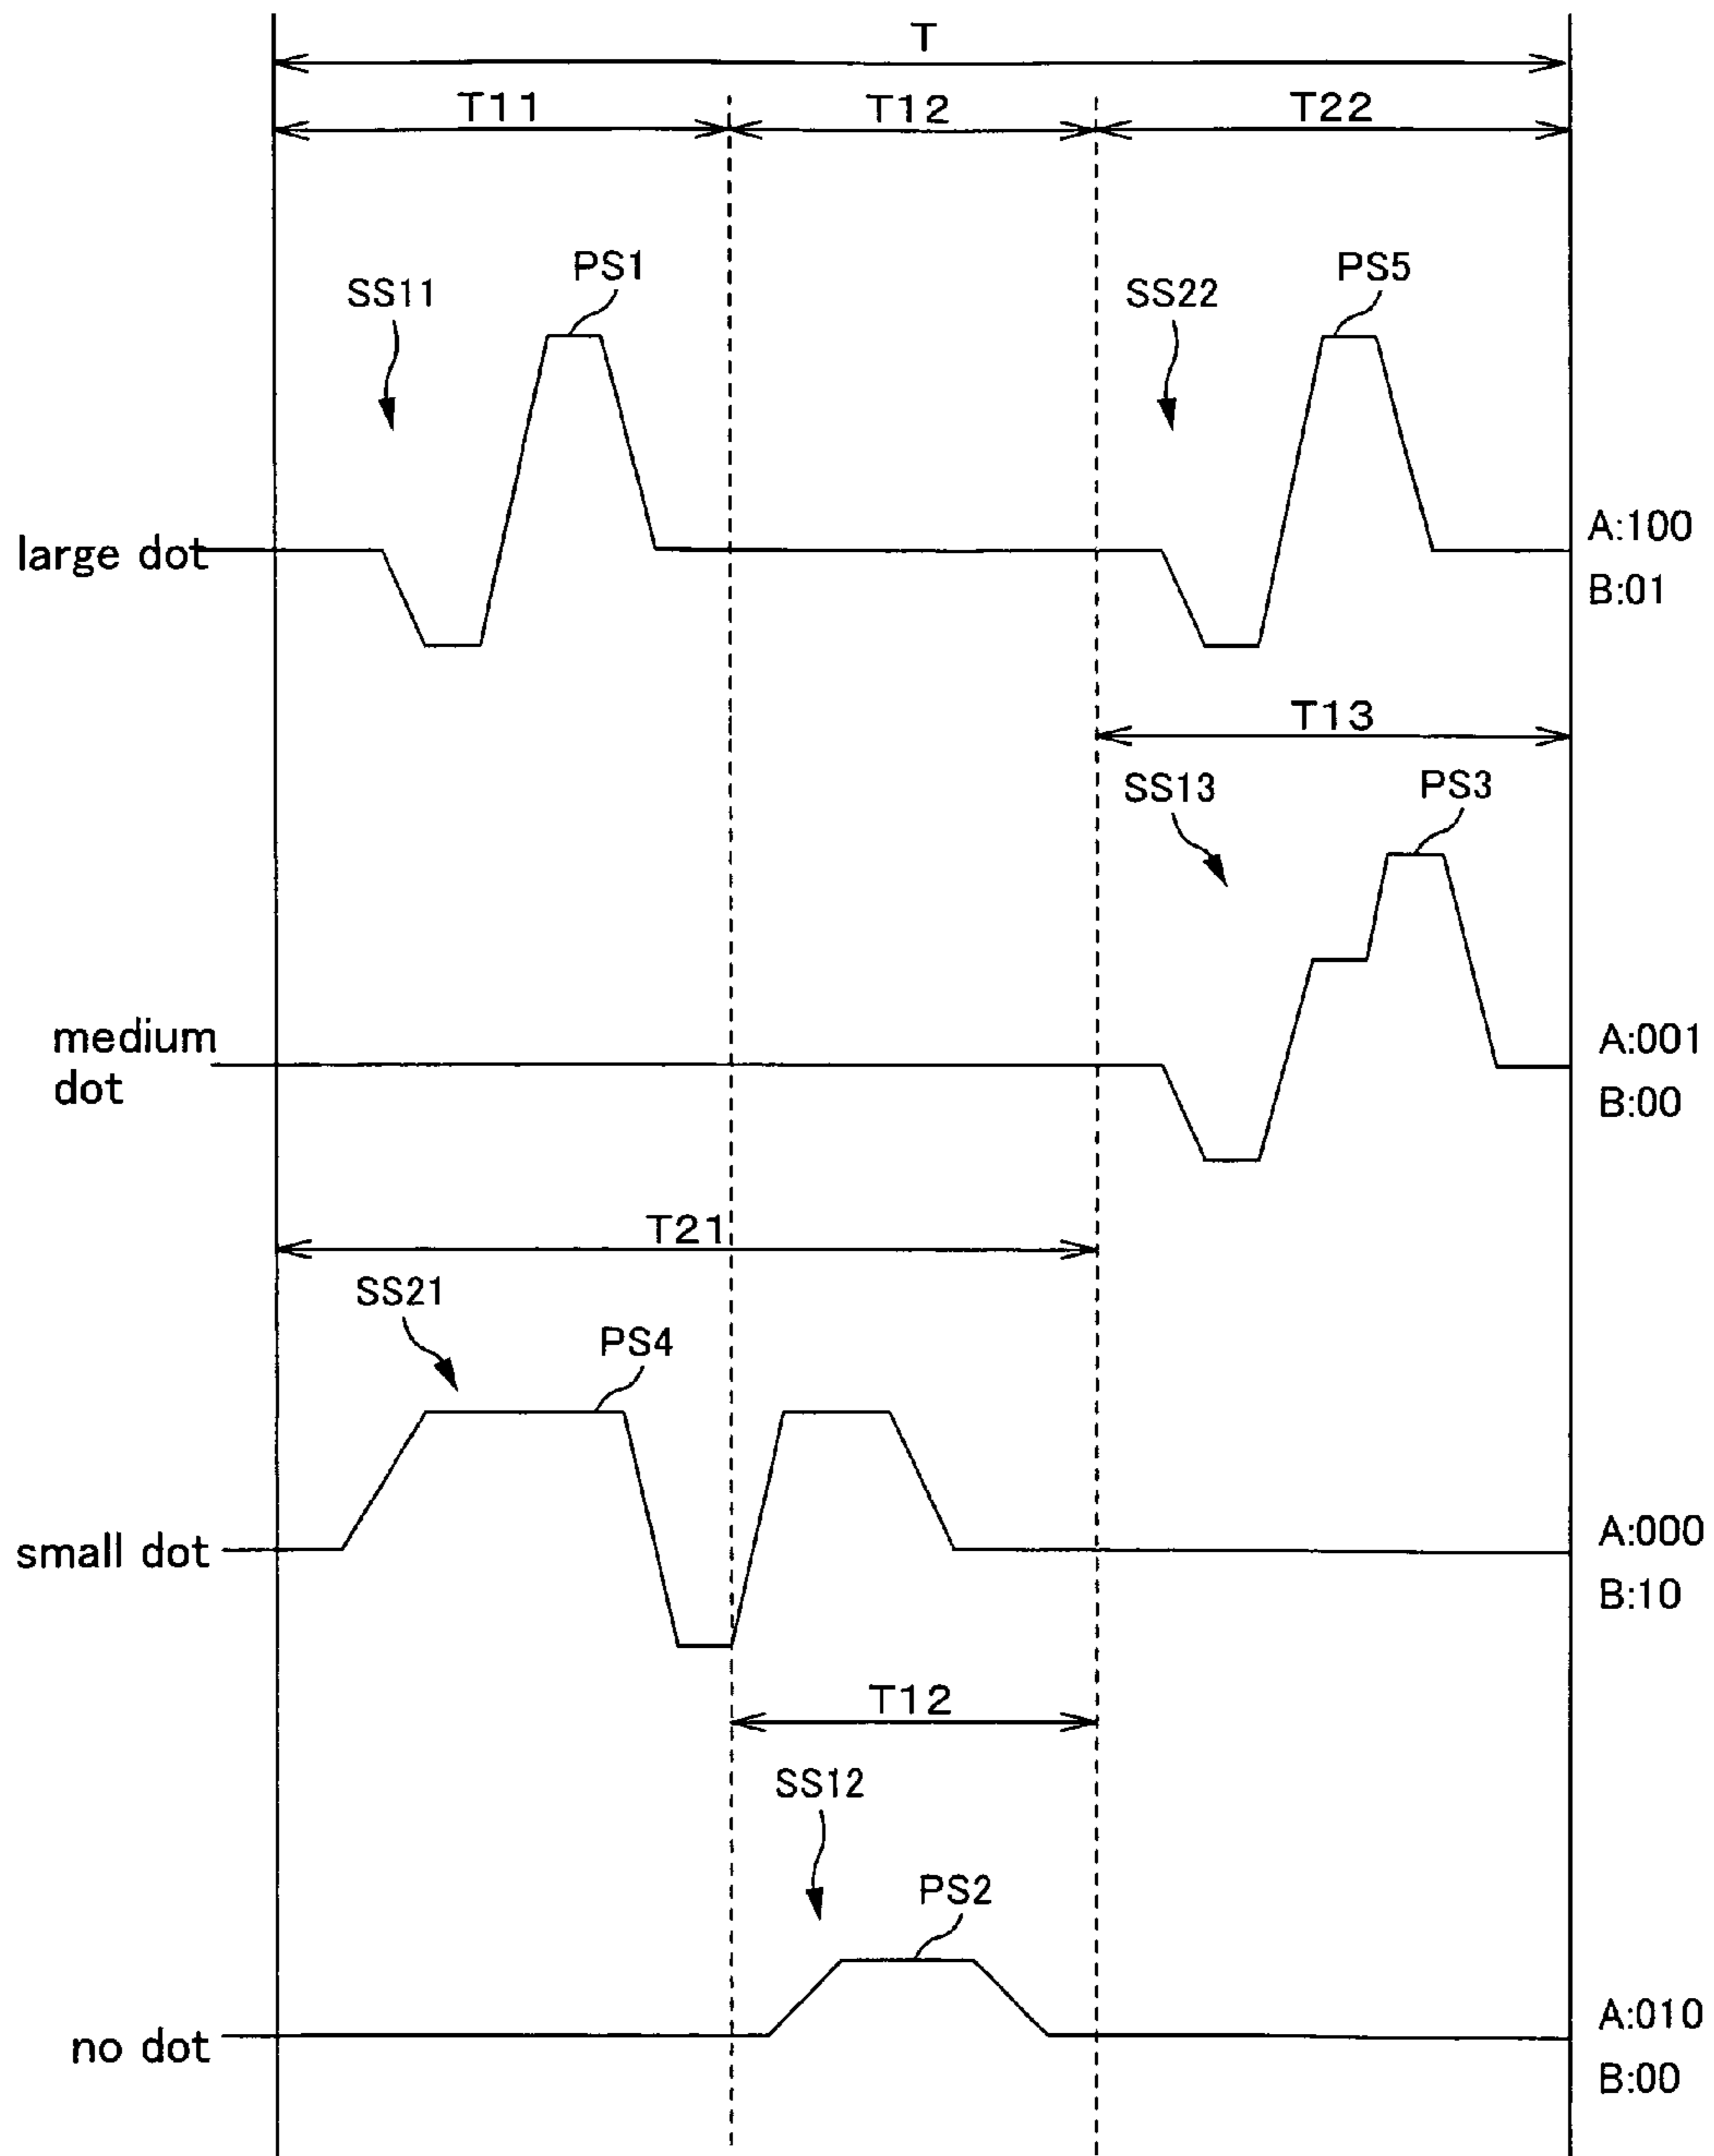 T
T11 T12 T22
PS1 PS5
SS11 SS22
large dot
A:100
B:01
T13
SS13 PS3
medium
dot
A:001
B:00
T21
SS21
PS4
small dot
A:000
B:10
T12
SS12
PS2
no dot
A:010
B:00